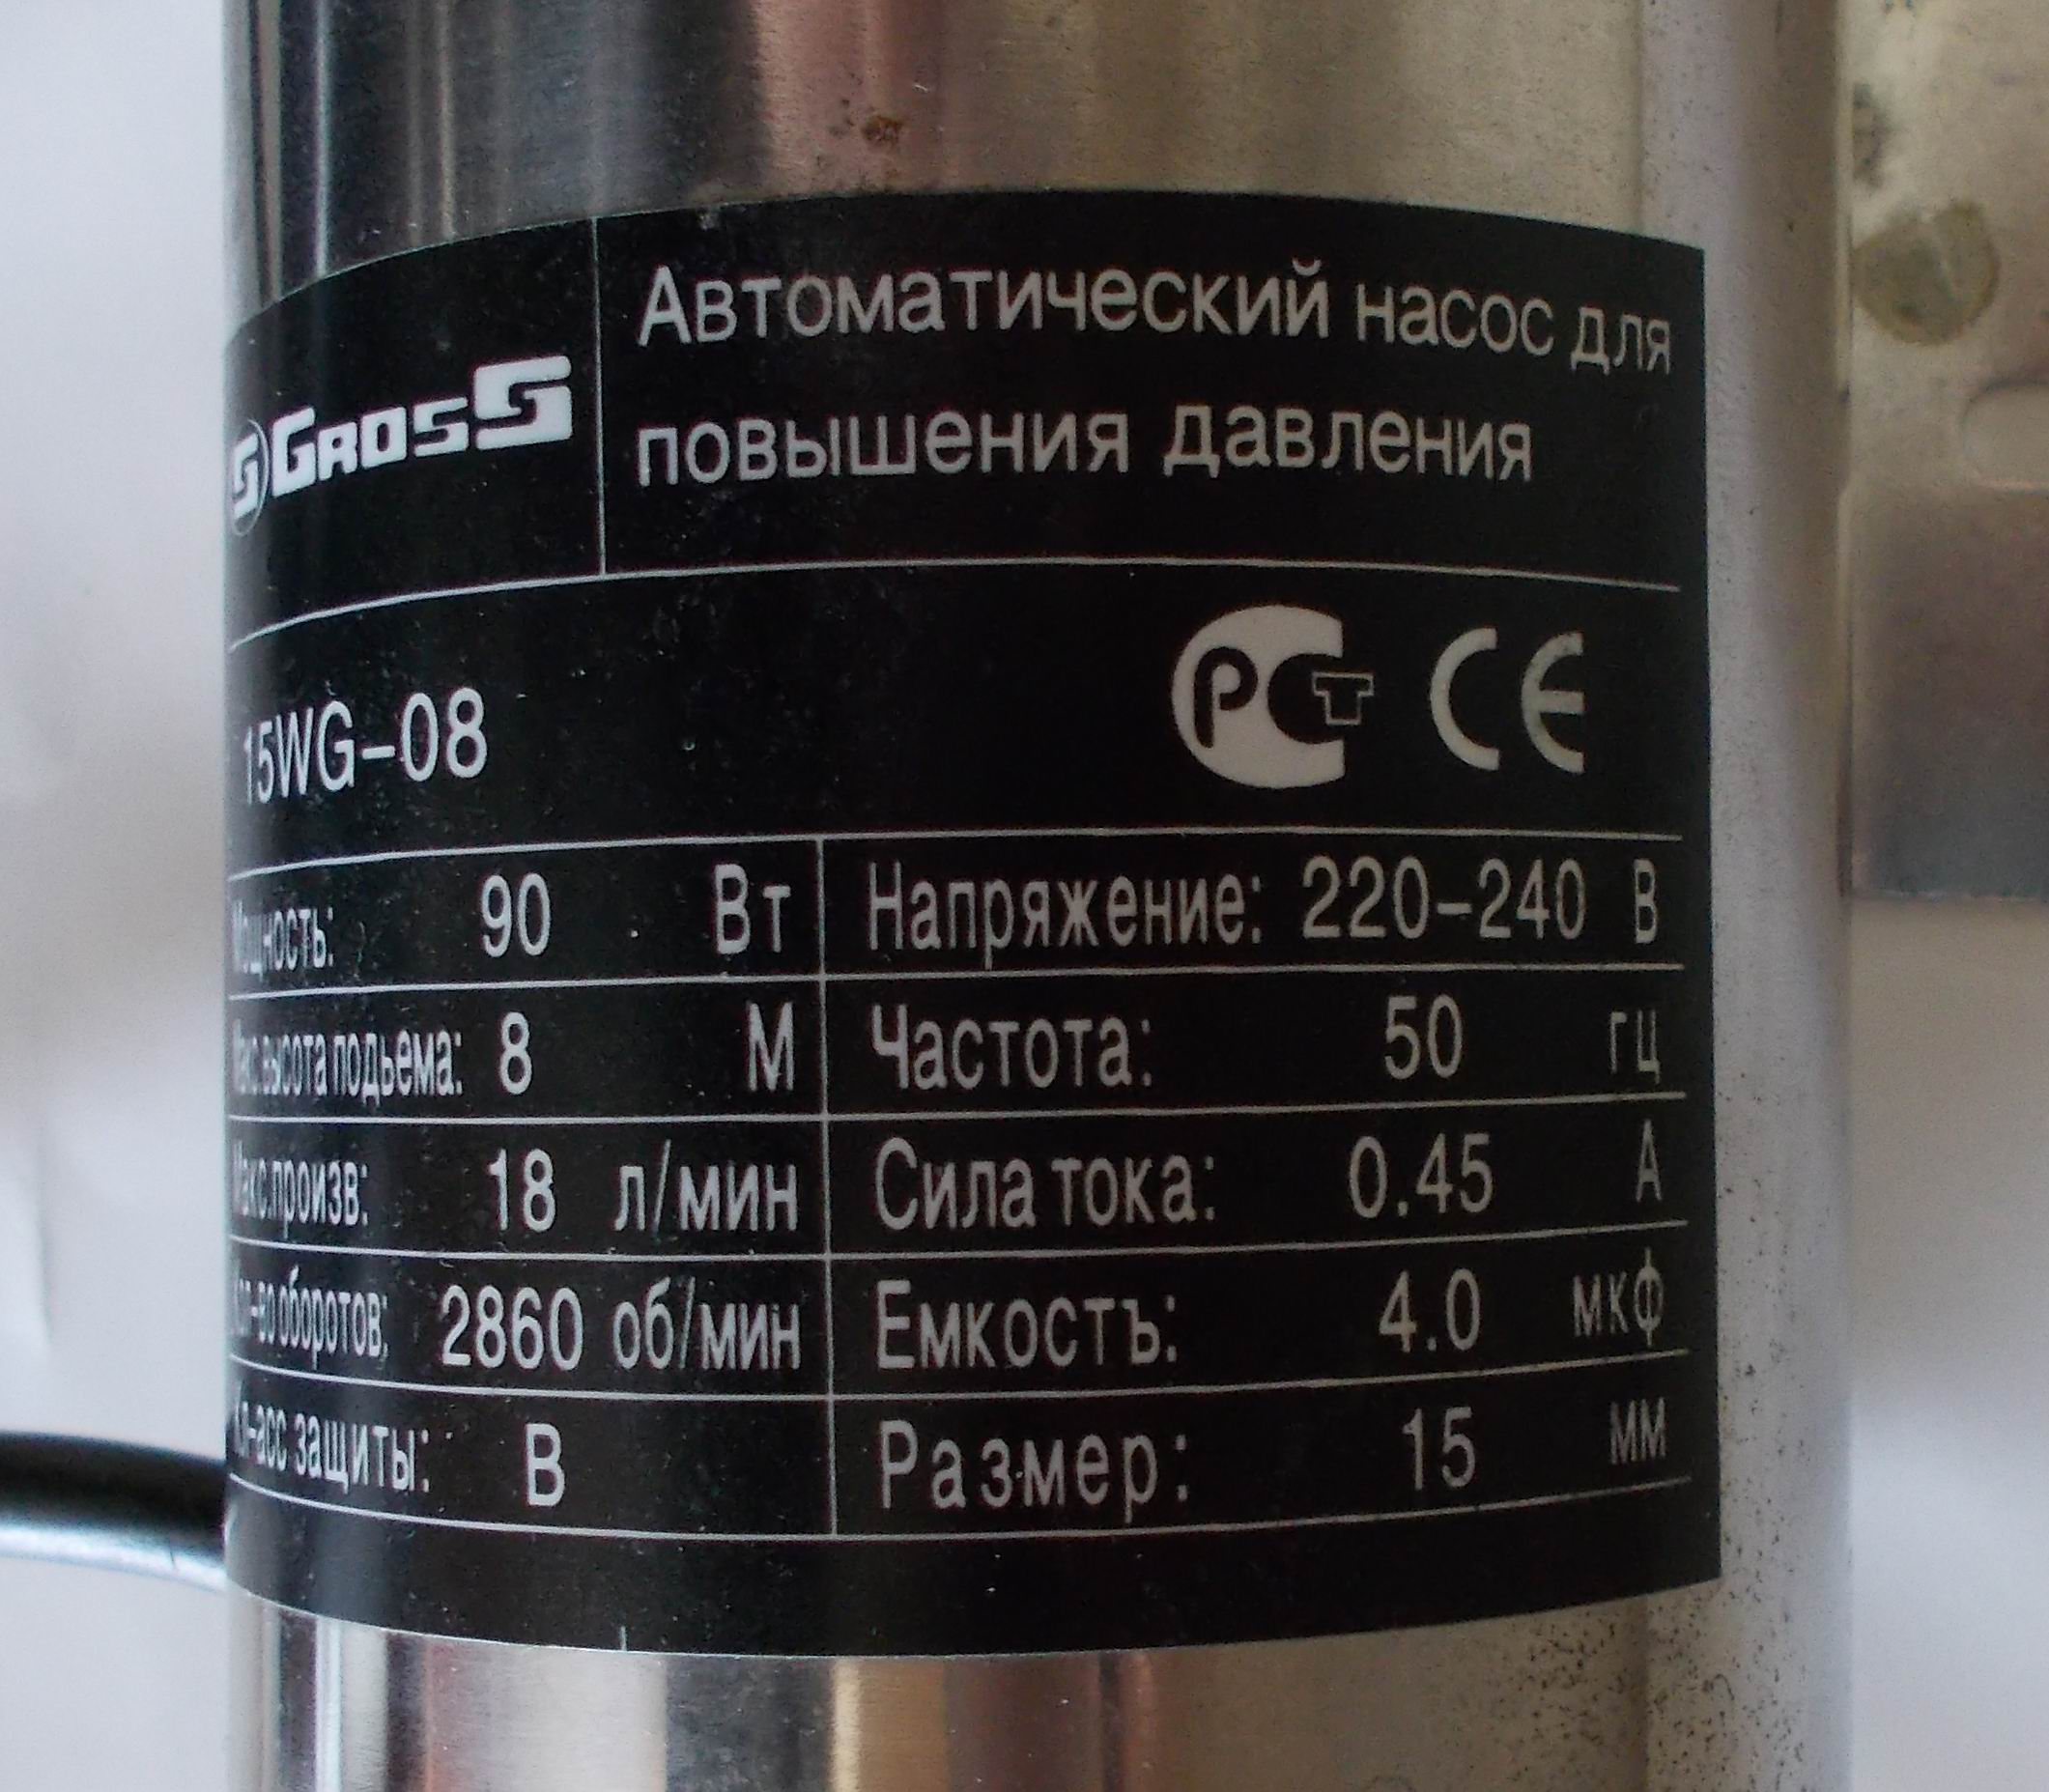 GROSS
Автоматический насос для
повышения давления
15WG-08
РСТ CE
Мощность: 90 Вт
Напряжение: 220-240 В
Макс.высота подьема: 8 М
Частота: 50 гц
Макс.произв: 18 л/мин
Сила тока: 0.45 А
Кол-во оборотов: 2860 об/мин
Емкостъ: 4.0 мкф
Кл-асс защиты: В
Размер: 15 мм